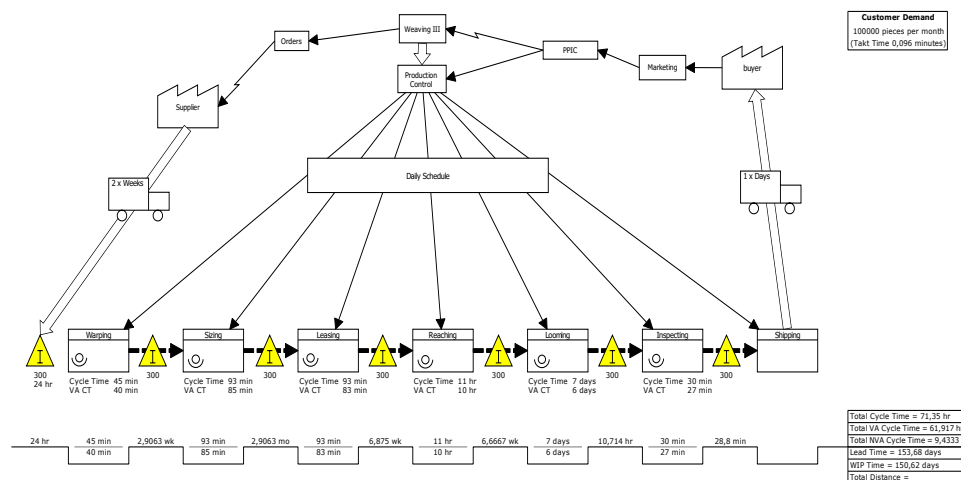 Customer Demand
100000 pieces per month
(Takt Time 0,096 minutes)
Weaving III
Orders
PPIC
Marketing
buyer
Production
Control
Supplier
Daily Schedule
2 x Weeks
1 x Days
Warping
Sizing
Leasing
Reaching
Looming
Inspecting
Shipping
I
I
I
I
I
I
I
300
24 hr
300
300
300
300
300
300
Cycle Time 45 min
VA CT 40 min
Cycle Time 93 min
VA CT 85 min
Cycle Time 93 min
VA CT 83 min
Cycle Time 11 hr
VA CT 10 hr
Cycle Time 7 days
VA CT 6 days
Cycle Time 30 min
VA CT 27 min
24 hr 45 min 2,9063 wk 93 min 2,9063 mo 93 min 6,875 wk 11 hr 6,6667 wk 7 days 10,714 hr 30 min 28,8 min
40 min 85 min 83 min 10 hr 6 days 27 min
Total Cycle Time = 71,35 hr
Total VA Cycle Time = 61,917 h
Total NVA Cycle Time = 9,4333
Lead Time = 153,68 days
WIP Time = 150,62 days
Total Distance =